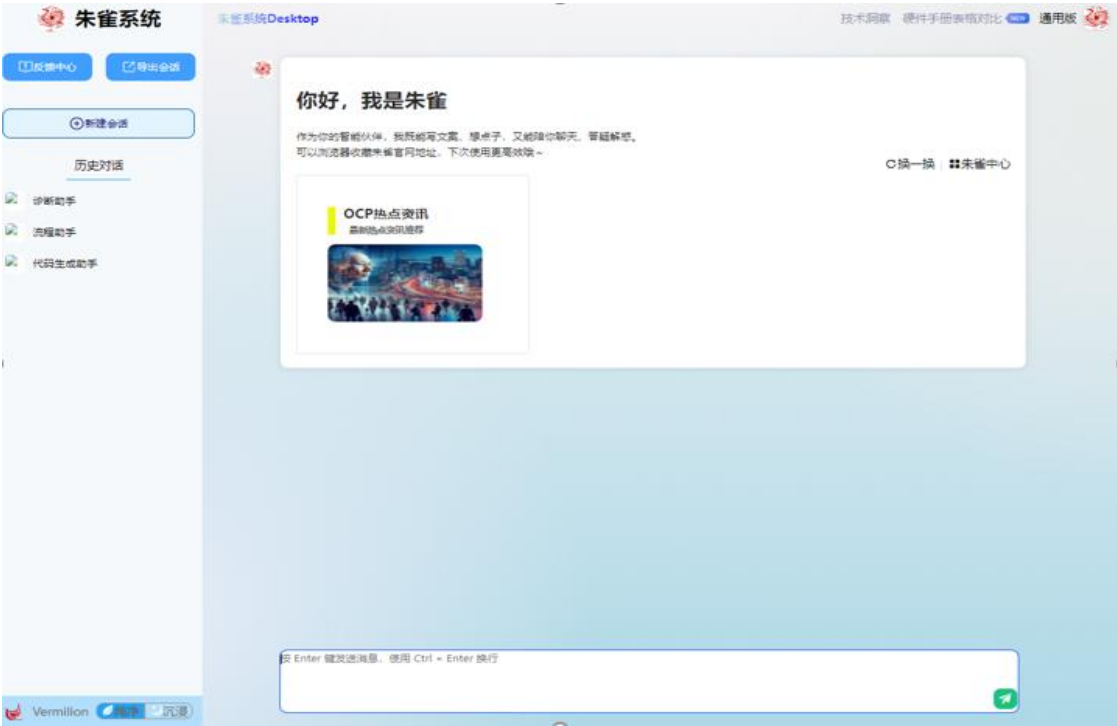 朱雀系统
朱雀系统Desktop
技术洞察 硬件手册表格对比 NEW 通用版
反馈中心 导出会话
新建会话
历史对话
诊断助手
流程助手
代码生成助手
你好，我是朱雀
作为你的智能伙伴，我既能写文案、想点子，又能陪你聊天、答疑解惑。
可以浏览器收藏朱雀官网地址，下次使用更高效哦~
换一换 朱雀中心
OCP热点资讯
最新热点资讯推荐
按 Enter 键发送消息，使用 Ctrl + Enter 换行
Vermilion 纯净 沉浸